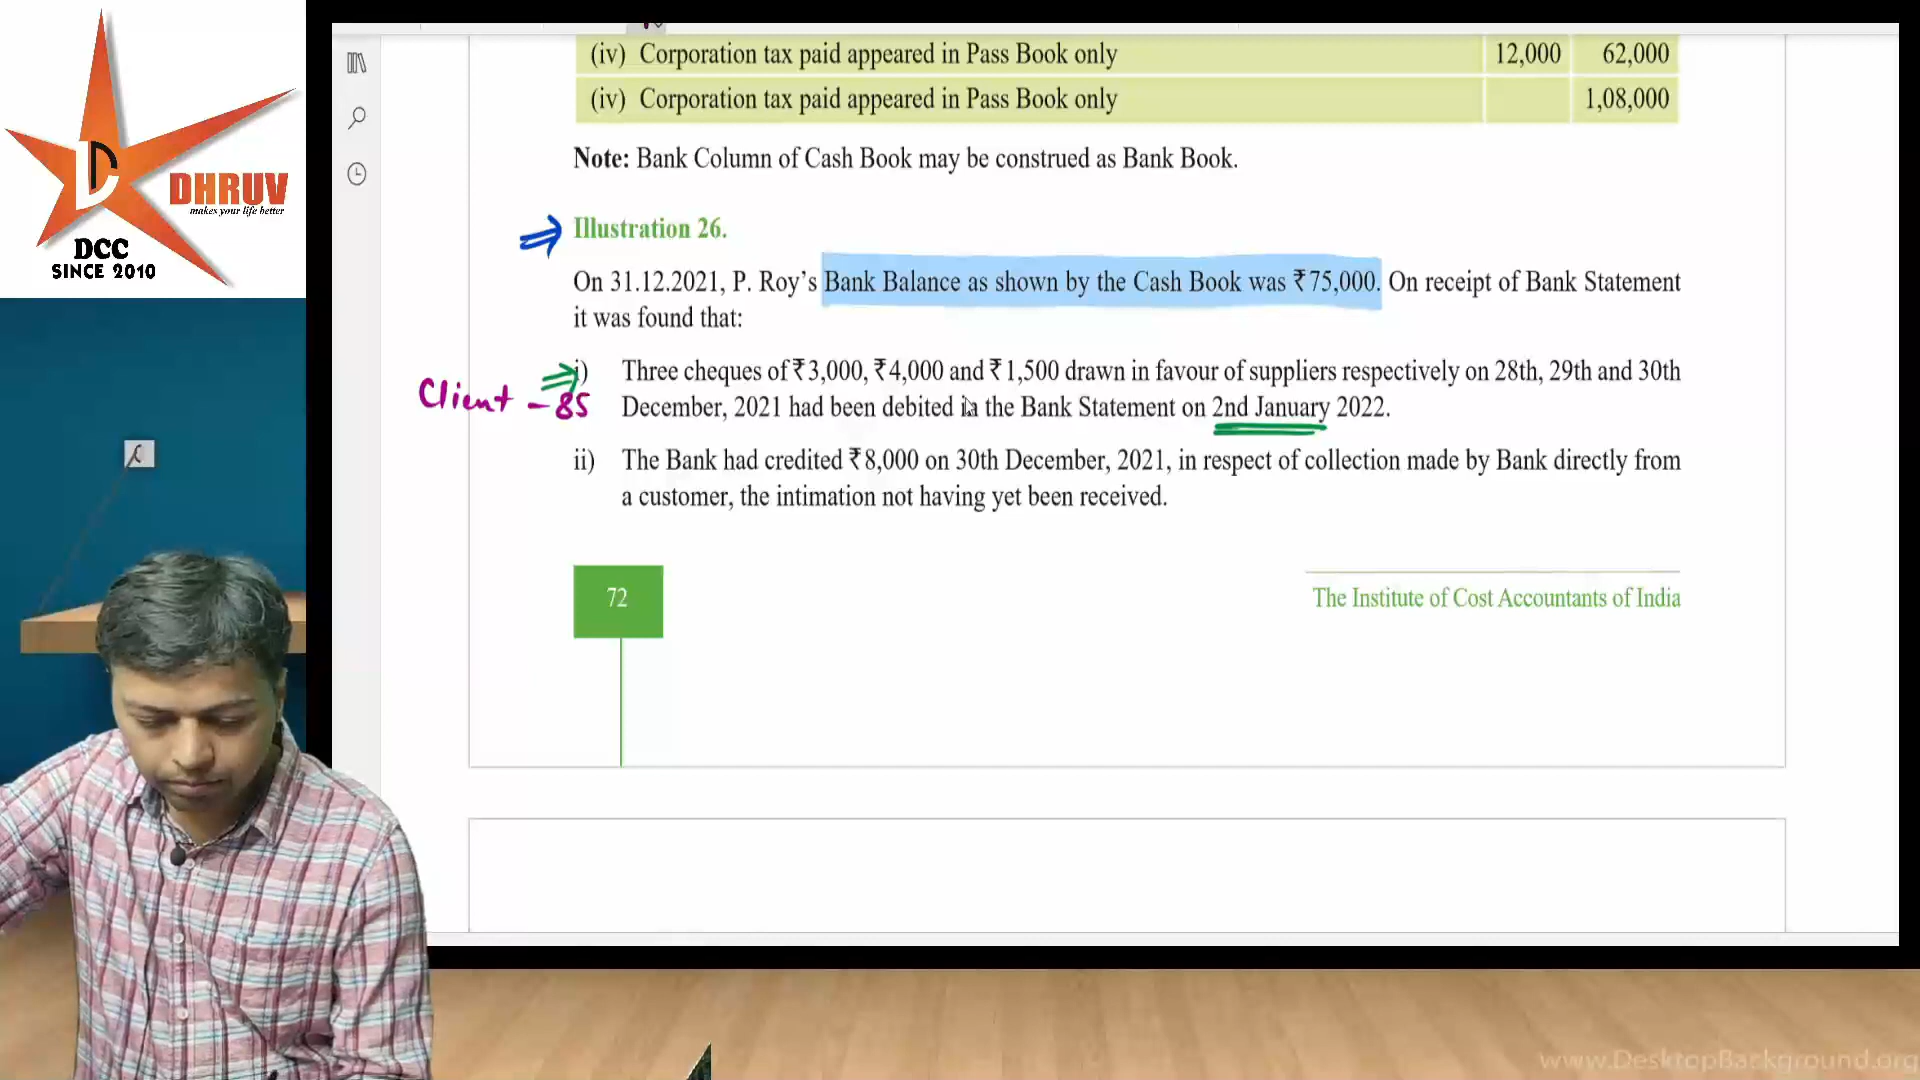 (iv) Corporation tax paid appeared in Pass Book only 12,000 62,000
(iv) Corporation tax paid appeared in Pass Book only 1,08,000
Note: Bank Column of Cash Book may be construed as Bank Book.
Illustration 26.
On 31.12.2021, P. Roy’s Bank Balance as shown by the Cash Book was ₹75,000. On receipt of Bank Statement
it was found that:
i) Three cheques of ₹3,000, ₹4,000 and ₹1,500 drawn in favour of suppliers respectively on 28th, 29th and 30th
Client - 85 December, 2021 had been debited in the Bank Statement on 2nd January 2022.
ii) The Bank had credited ₹8,000 on 30th December, 2021, in respect of collection made by Bank directly from
a customer, the intimation not having yet been received.
72
The Institute of Cost Accountants of India
DHRUV
makes your life better
DCC
SINCE 2010
www.DesktopBackground.org